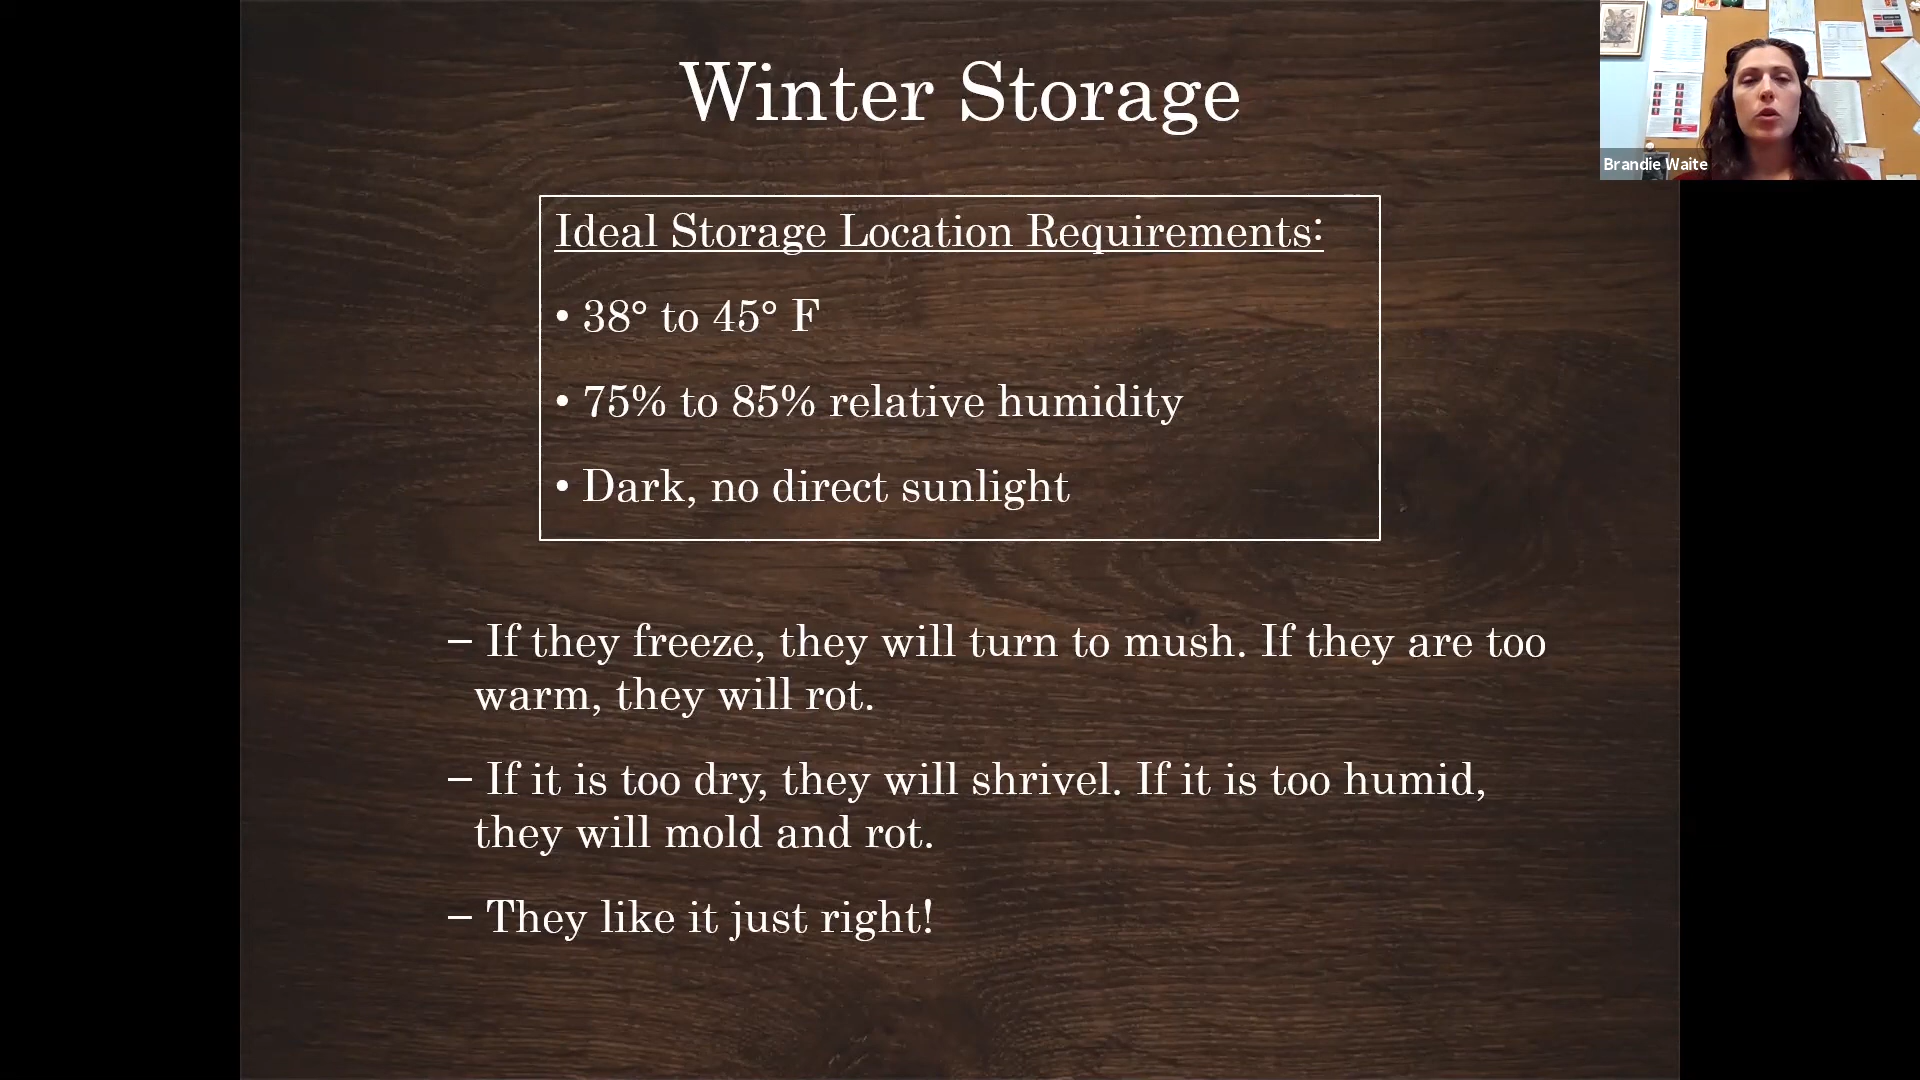 Winter Storage
Brandie Waite
Ideal Storage Location Requirements:
• 38° to 45° F
• 75% to 85% relative humidity
• Dark, no direct sunlight
– If they freeze, they will turn to mush. If they are too
warm, they will rot.
– If it is too dry, they will shrivel. If it is too humid,
they will mold and rot.
– They like it just right!